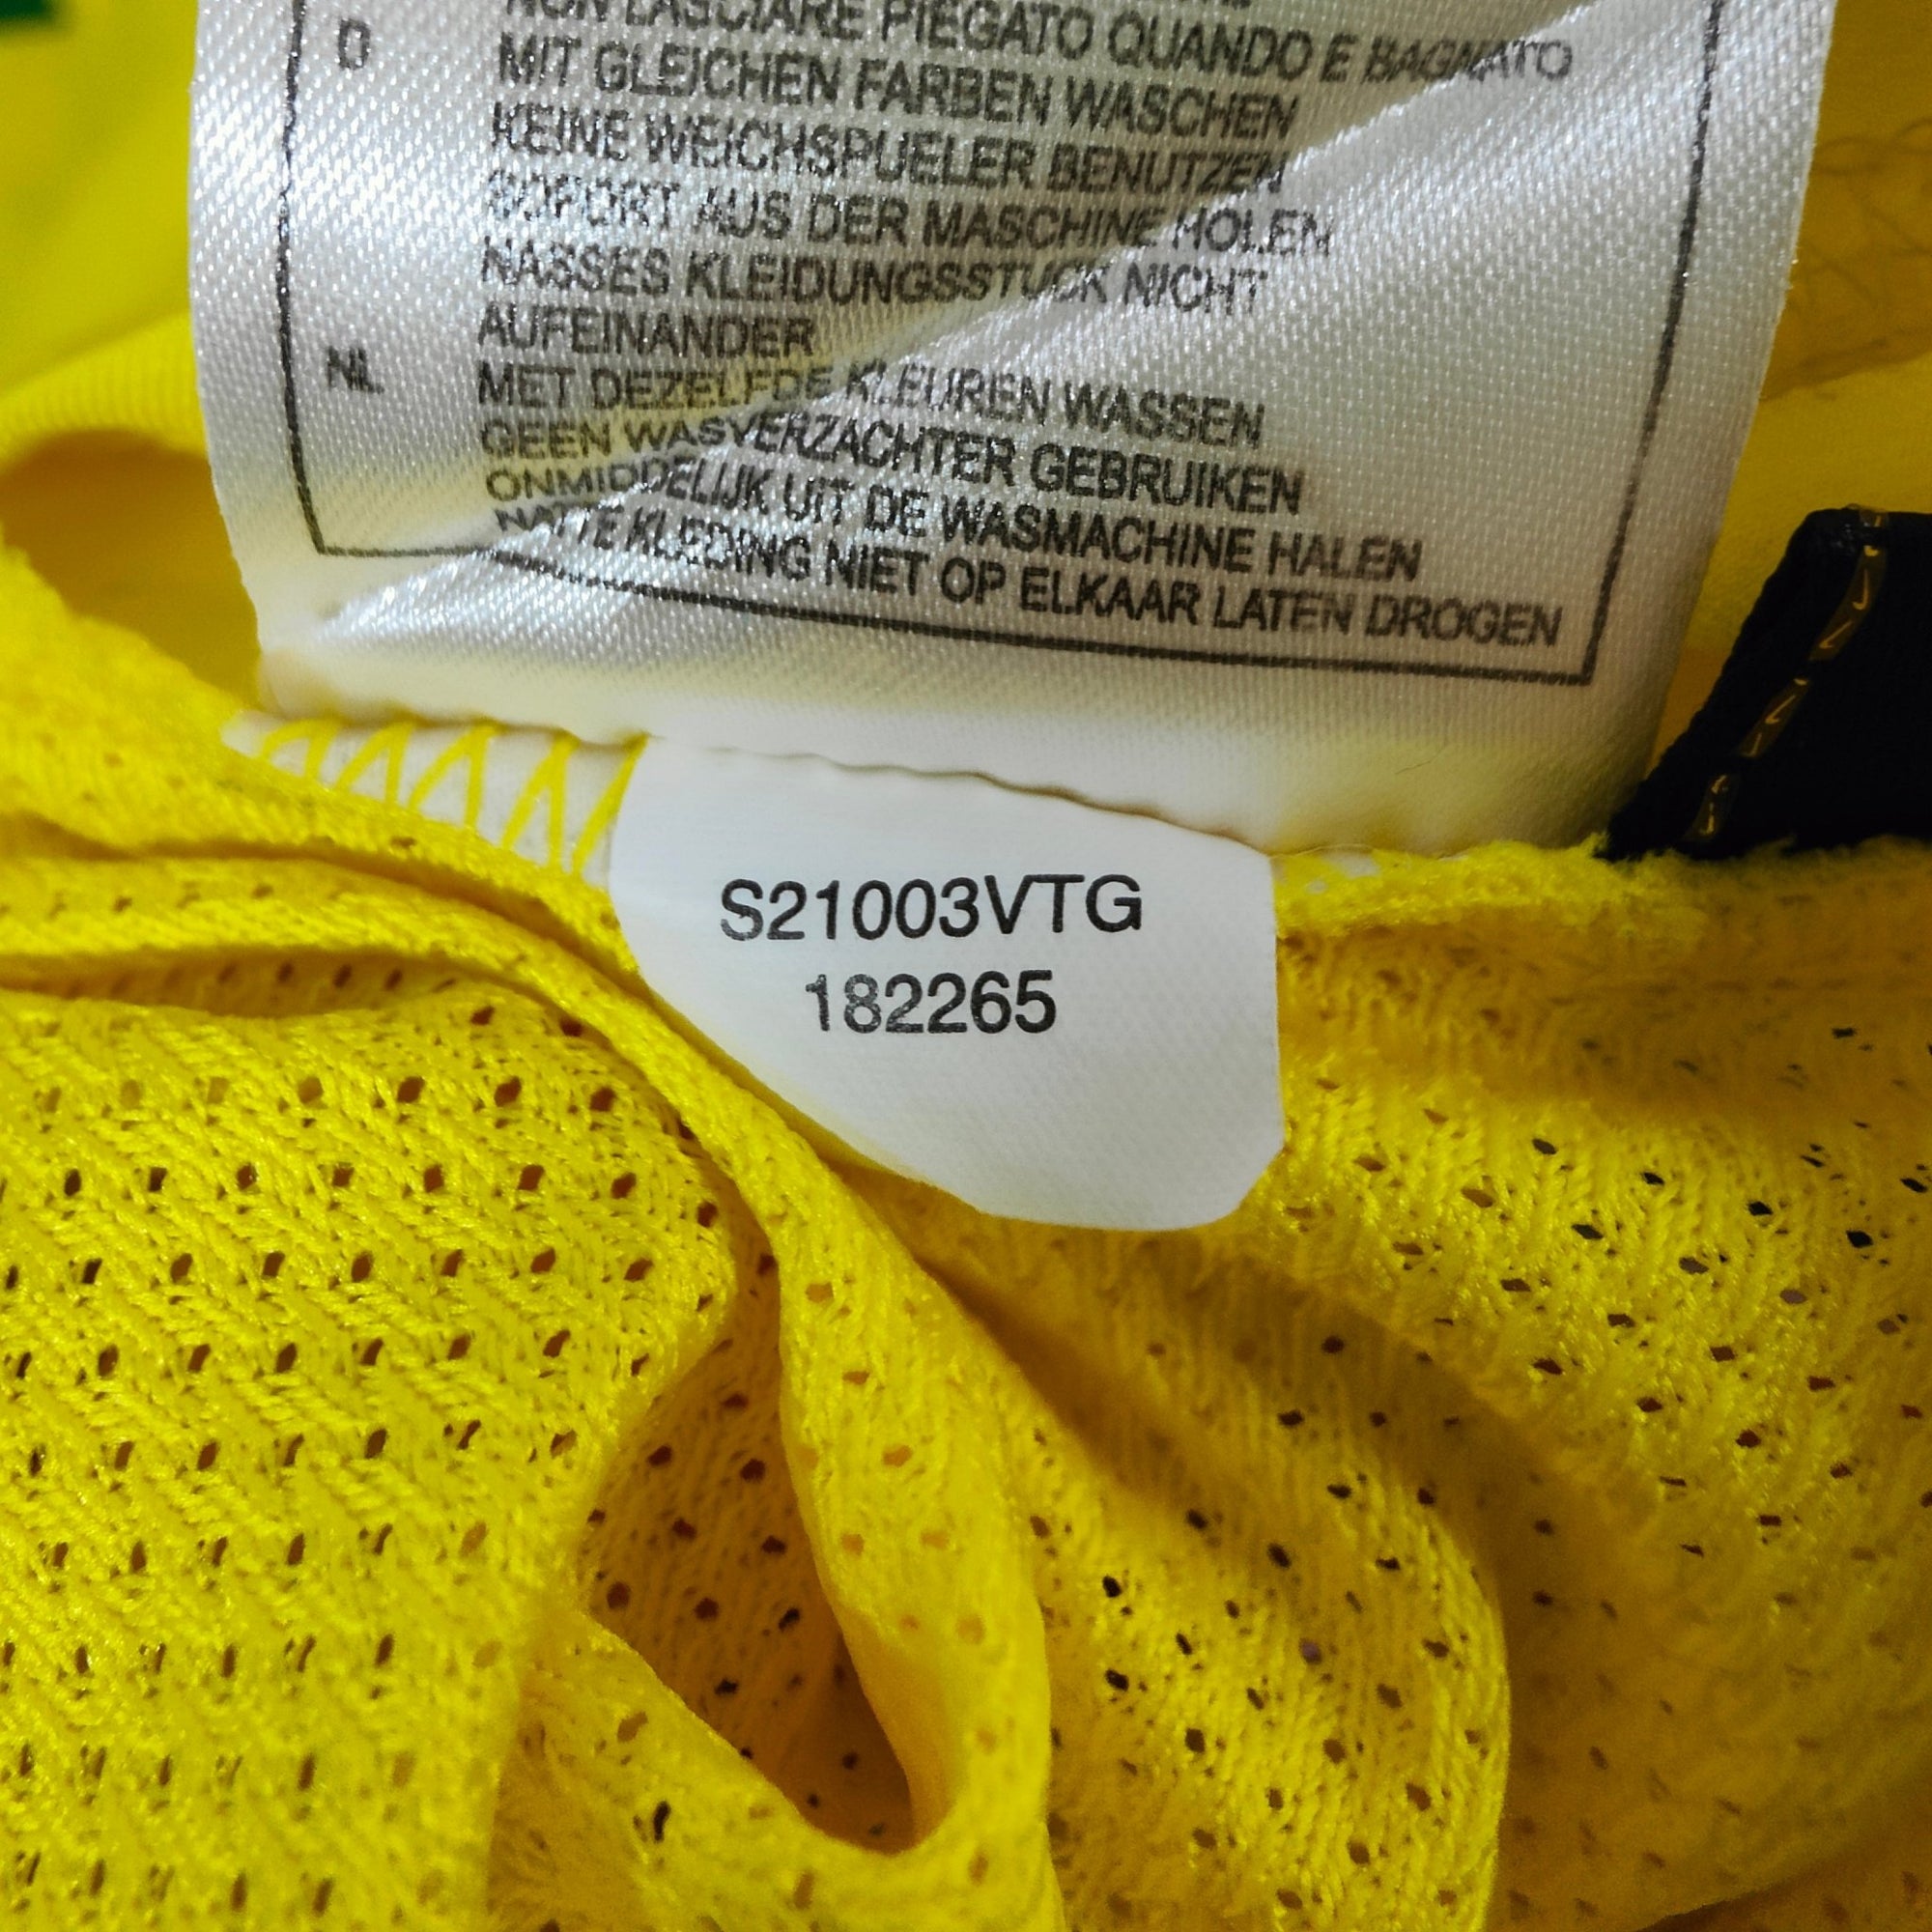 NON LASCIARE PIEGATO QUANDO E BAGNATO
D MIT GLEICHEN FARBEN WASCHEN
KEINE WEICHSPUELER BENUTZEN
SOFORT AUS DER MASCHINE HOLEN
NASSES KLEIDUNGSSTUCK NICHT
AUFEINANDER
NL MET DEZELFDE KLEUREN WASSEN
GEEN WASVERZACHTER GEBRUIKEN
ONMIDDELIJK UIT DE WASMACHINE HALEN
NATTE KLEDING NIET OP ELKAAR LATEN DROGEN
S21003VTG
182265